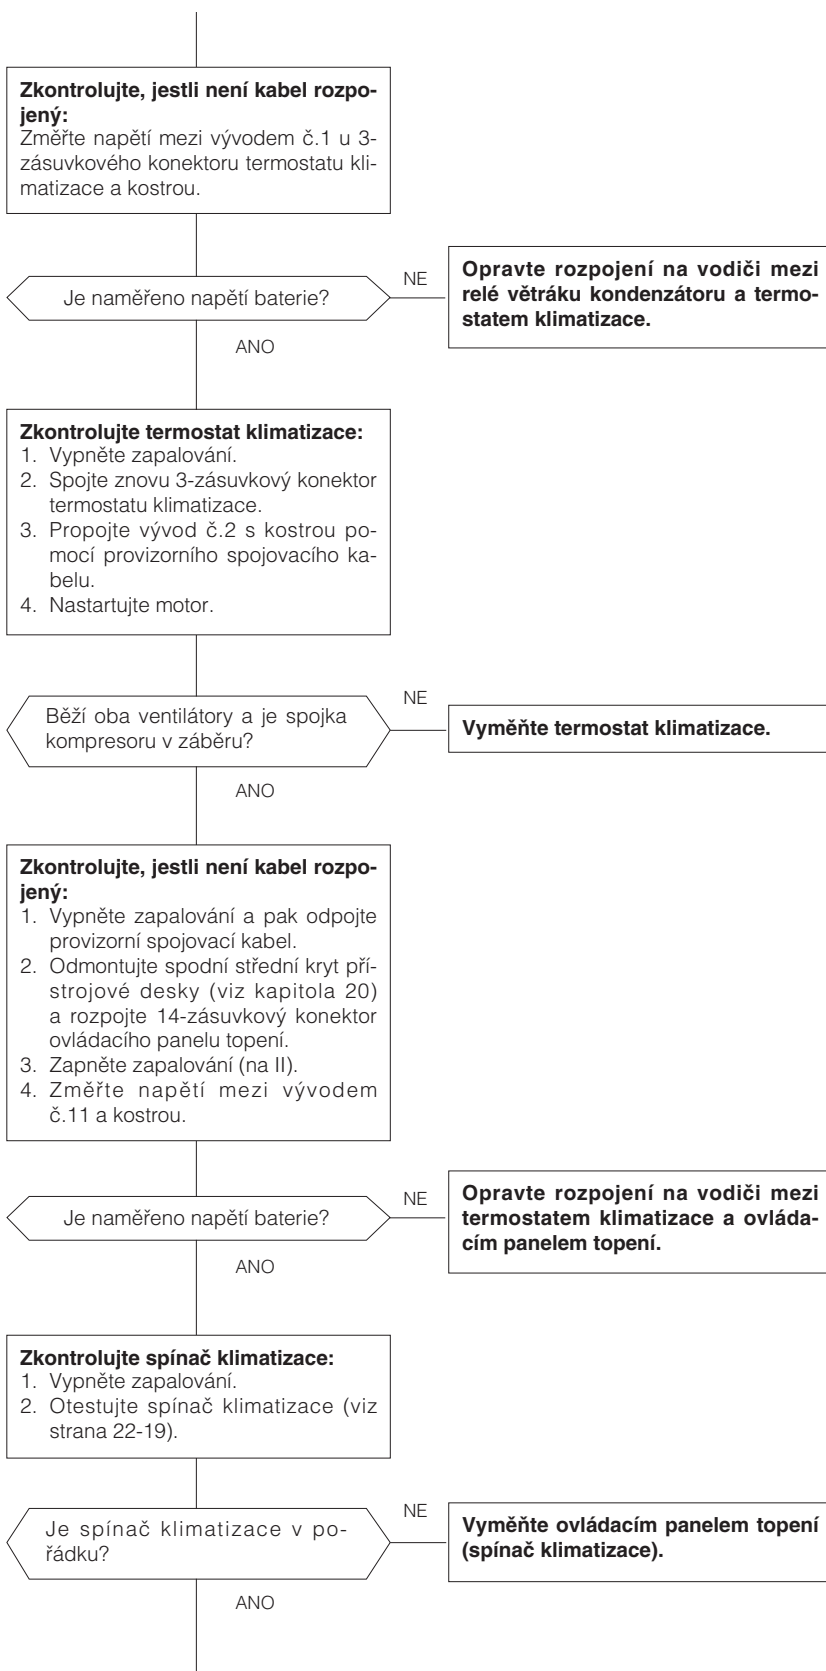 Zkontrolujte, jestli není kabel rozpo-
jený:
Změřte napětí mezi vývodem č.1 u 3-
zásuvkového konektoru termostatu kli-
matizace a kostrou.
Je naměřeno napětí baterie?
NE
Opravte rozpojení na vodiči mezi
relé větráku kondenzátoru a termo-
statem klimatizace.
ANO
Zkontrolujte termostat klimatizace:
1. Vypněte zapalování.
2. Spojte znovu 3-zásuvkový konektor
termostatu klimatizace.
3. Propojte vývod č.2 s kostrou po-
mocí provizorního spojovacího ka-
belu.
4. Nastartujte motor.
Běží oba ventilátory a je spojka
kompresoru v záběru?
NE
Vyměňte termostat klimatizace.
ANO
Zkontrolujte, jestli není kabel rozpo-
jený:
1. Vypněte zapalování a pak odpojte
provizorní spojovací kabel.
2. Odmontujte spodní střední kryt pří-
strojové desky (viz kapitola 20)
a rozpojte 14-zásuvkový konektor
ovládacího panelu topení.
3. Zapněte zapalování (na II).
4. Změřte napětí mezi vývodem
č.11 a kostrou.
Je naměřeno napětí baterie?
NE
Opravte rozpojení na vodiči mezi
termostatem klimatizace a ovláda-
cím panelem topení.
ANO
Zkontrolujte spínač klimatizace:
1. Vypněte zapalování.
2. Otestujte spínač klimatizace (viz
strana 22-19).
Je spínač klimatizace v po-
řádku?
NE
Vyměňte ovládacím panelem topení
(spínač klimatizace).
ANO